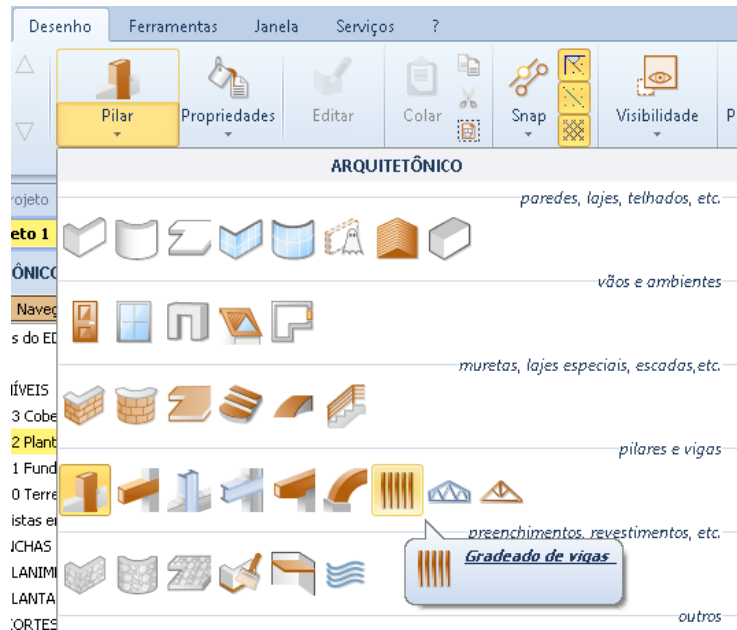 Desenho Ferramentas Janela Serviços ?
Pilar Propriedades Editar Colar Snap Visibilidade P
ARQUITETÔNICO
rojeto
paredes, lajes, telhados, etc.
eto 1
ÔNICO
vãos e ambientes
Naveg
s do ED
muretas, lajes especiais, escadas,etc.
ÍVEIS
3 Cobe
2 Plant
pilares e vigas
1 Fund
0 Terre
istas e
preenchimentos, revestimentos, etc.
NCHAS
Gradeado de vigas
LANIM
LANTA
CORTES
outros